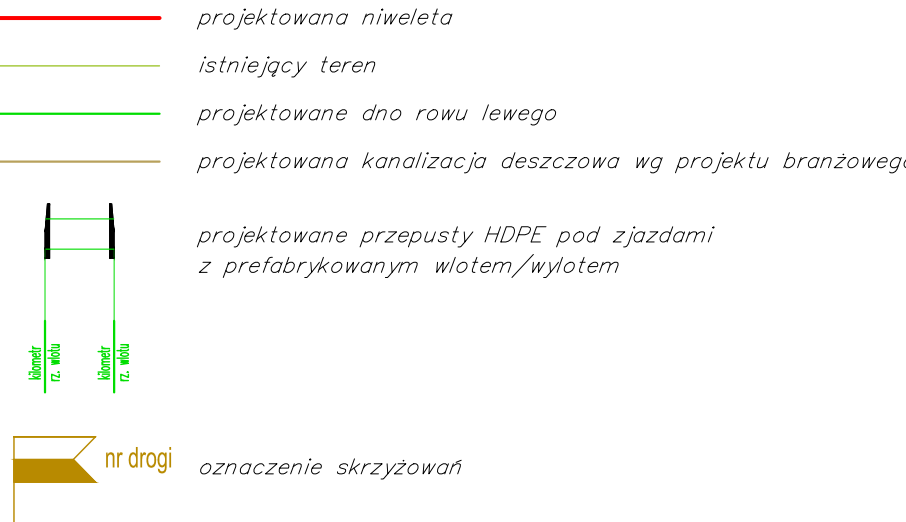 projektowana niweleta
istniejący teren
projektowane dno rowu lewego
projektowana kanalizacja deszczowa wg projektu branżowego
projektowane przepusty HDPE pod zjazdami
z prefabrykowanym wlotem/wylotem
kilometr
rz. wlotu
kilometr
rz. wlotu
nr drogi
oznaczenie skrzyżowań